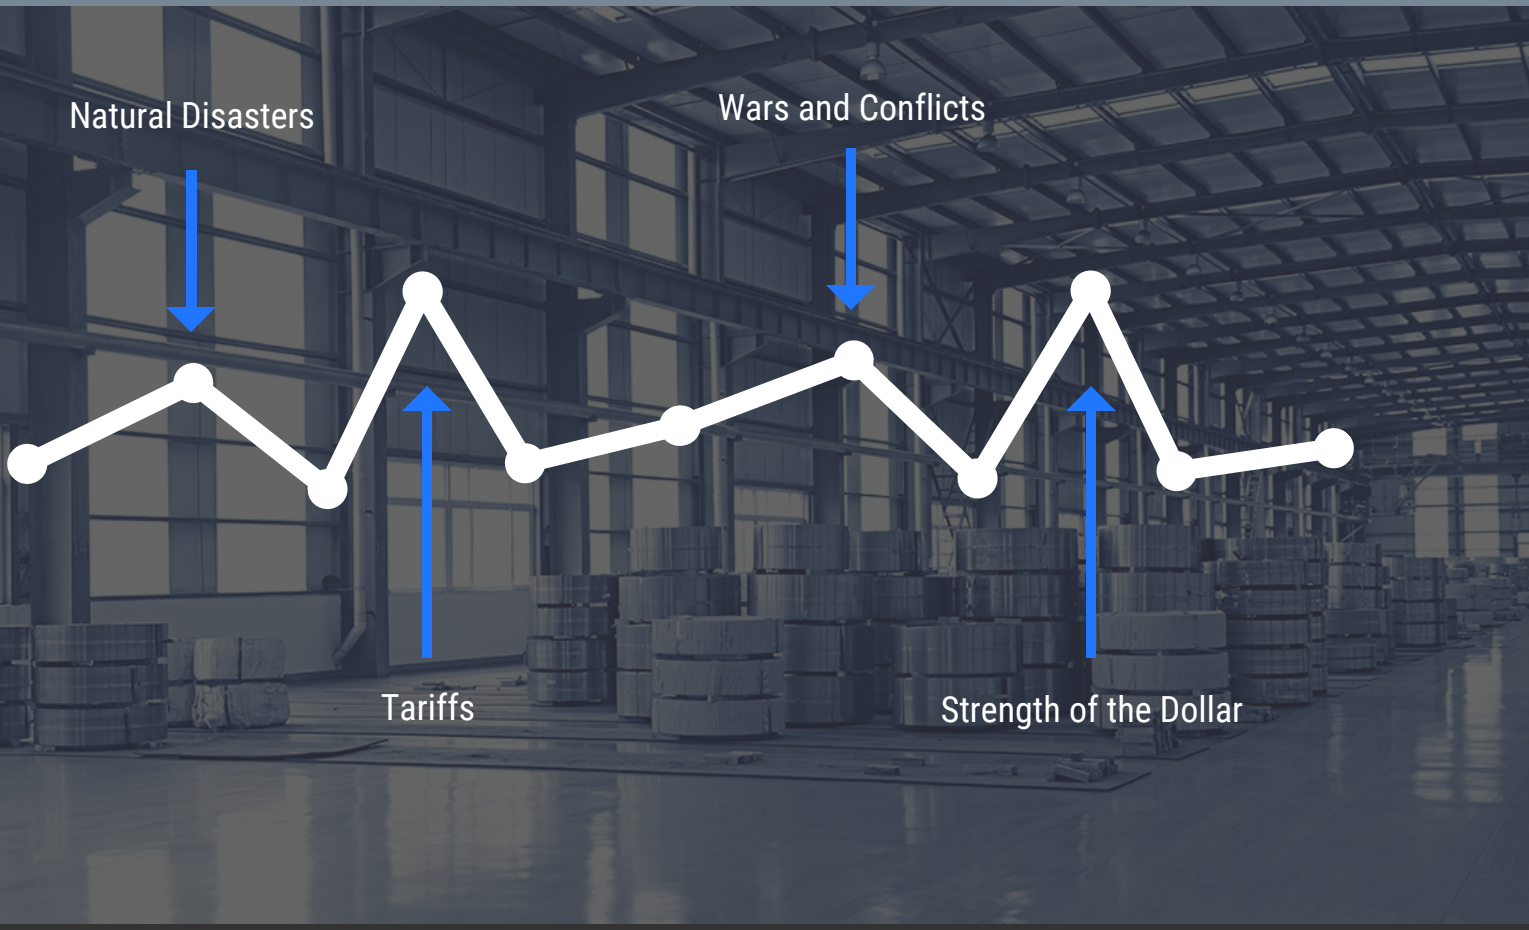 Natural Disasters
Wars and Conflicts
Tariffs
Strength of the Dollar